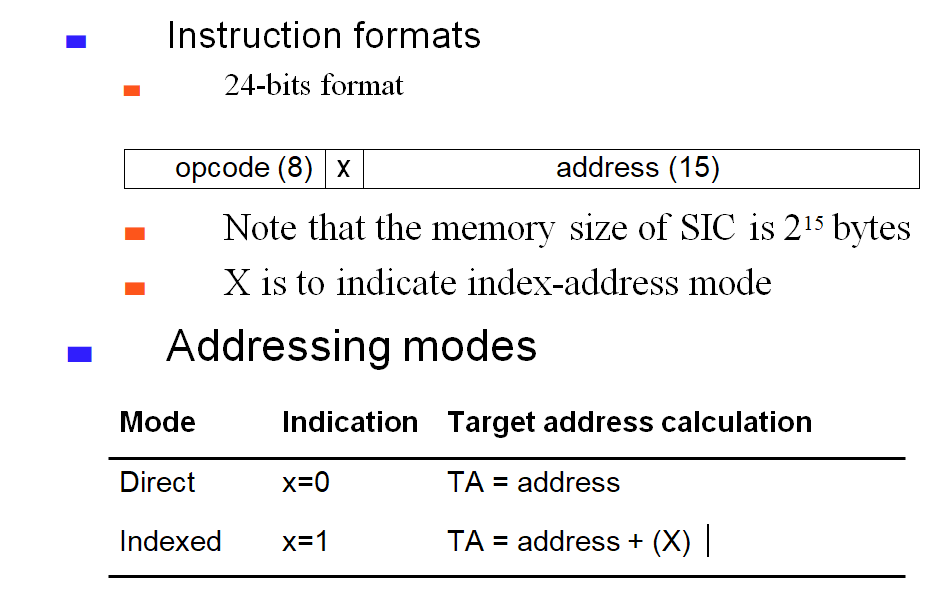 Instruction formats
24-bits format
opcode (8) x address (15)
Note that the memory size of SIC is 2¹⁵ bytes
X is to indicate index-address mode
Addressing modes
Mode Indication Target address calculation
Direct x=0 TA = address
Indexed x=1 TA = address + (X)